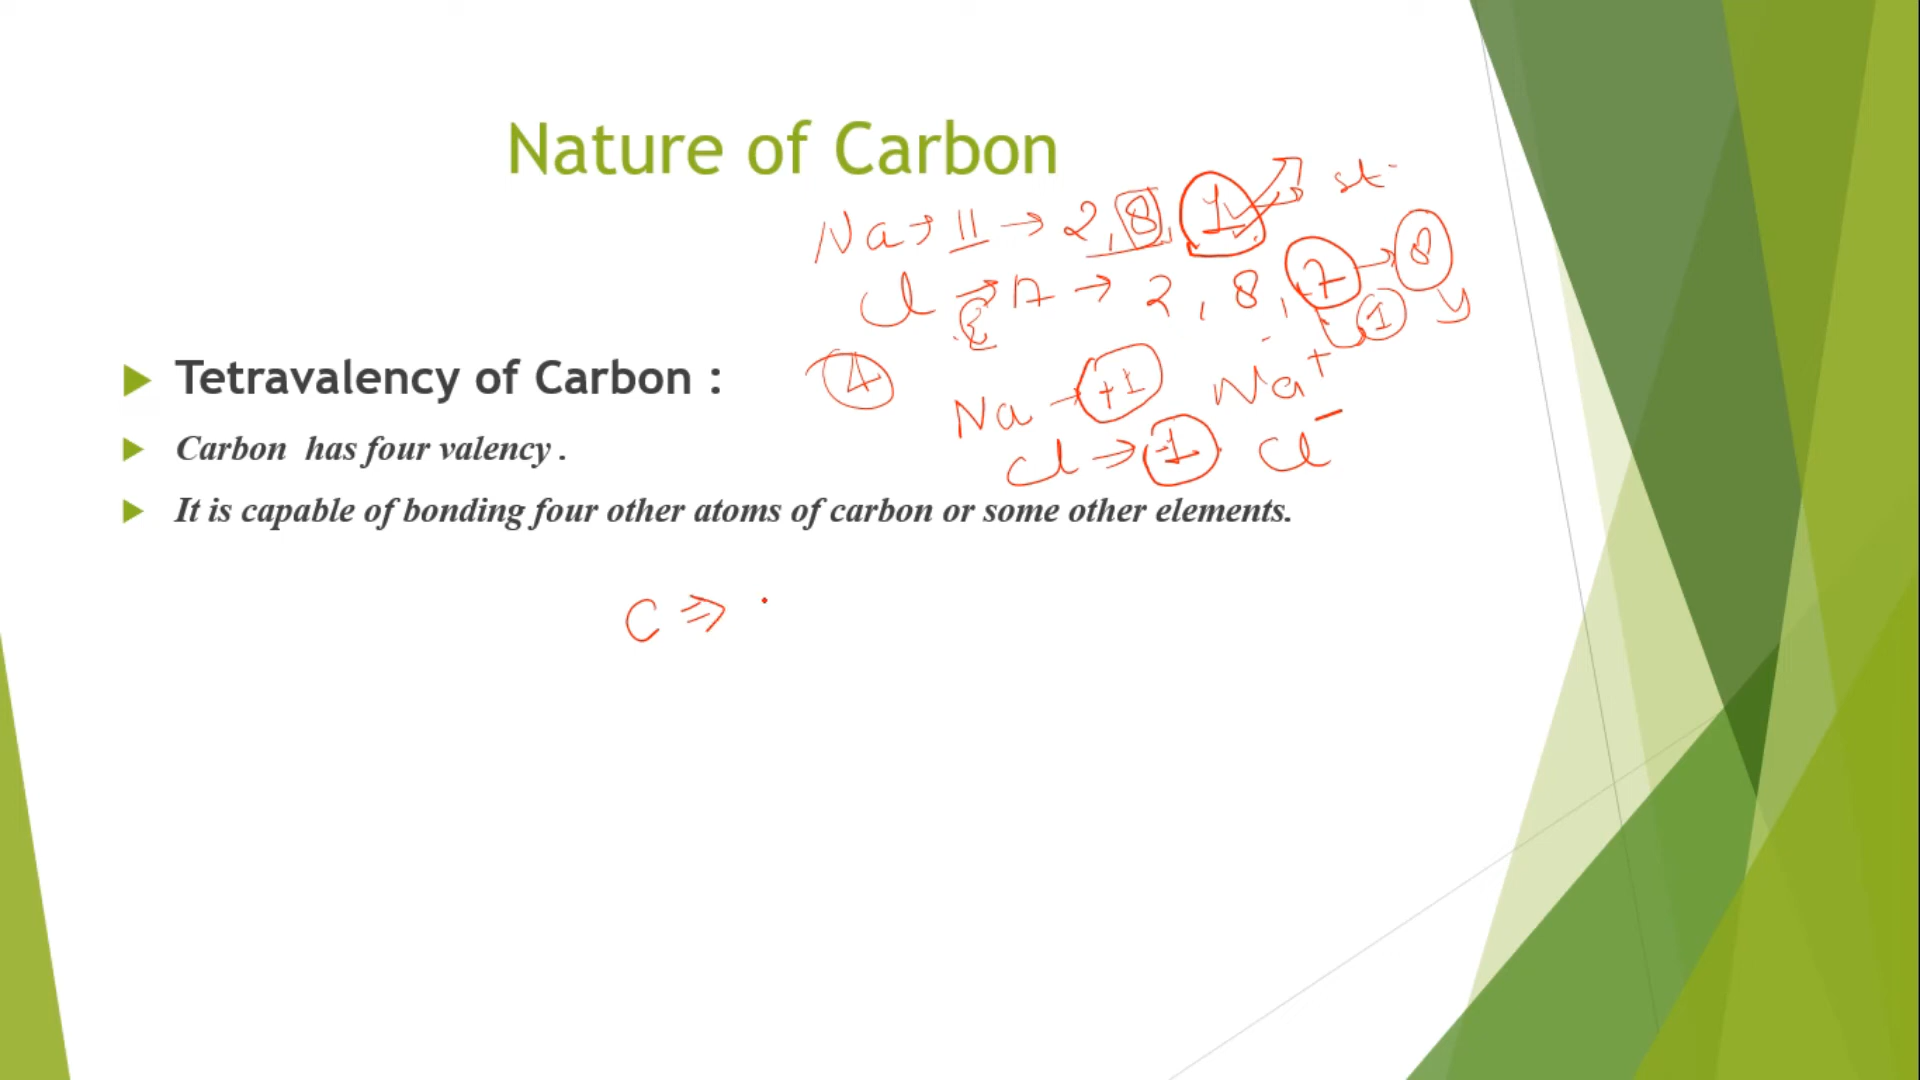 Nature of Carbon
Na → 11 → 2, 8, 1 st
Cl → 17 → 2, 8, 7 → 8
1
Tetravalency of Carbon :
4
Na → +1 Na+
Carbon has four valency .
Cl → -1 Cl-
It is capable of bonding four other atoms of carbon or some other elements.
C ⇒